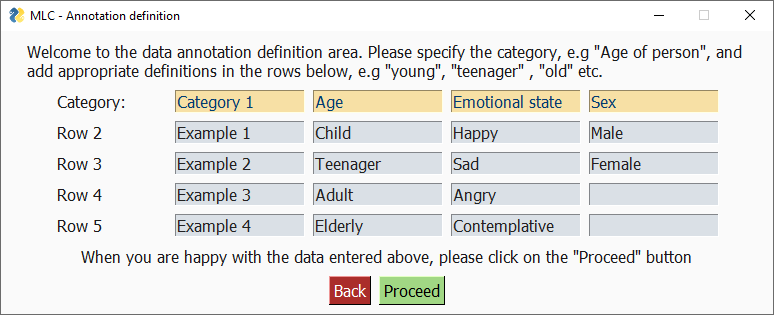 MLC - Annotation definition
Welcome to the data annotation definition area. Please specify the category, e.g "Age of person", and
add appropriate definitions in the rows below, e.g "young", "teenager" , "old" etc.
Category: Category 1 Age Emotional state Sex
Row 2 Example 1 Child Happy Male
Row 3 Example 2 Teenager Sad Female
Row 4 Example 3 Adult Angry
Row 5 Example 4 Elderly Contemplative
When you are happy with the data entered above, please click on the "Proceed" button
Back Proceed